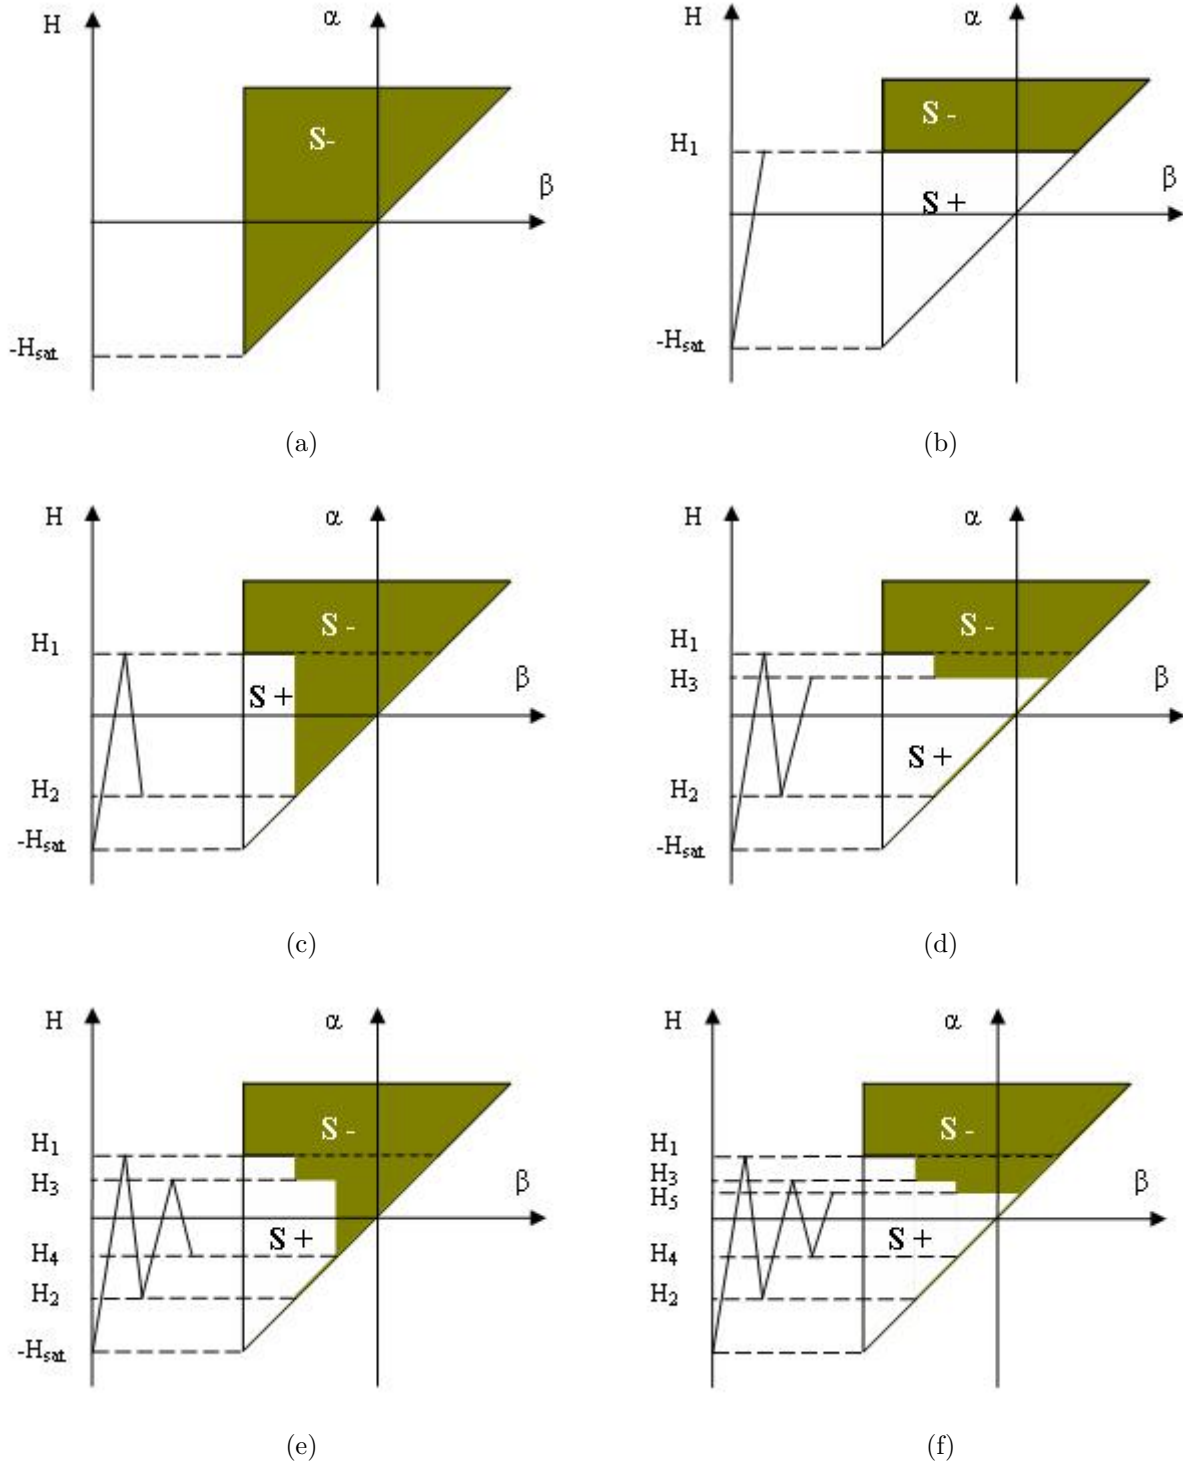 H α
S-
β
-Hsat
(a)
H α
S -
H1
β
S +
-Hsat
(b)
H α
S -
H1
β
S +
H2
-Hsat
(c)
H α
S -
H1
H3
β
S +
H2
-Hsat
(d)
H α
S -
H1
H3
β
S +
H4
H2
-Hsat
(e)
H α
S -
H1
H3
β
H5
S +
H4
H2
(f)